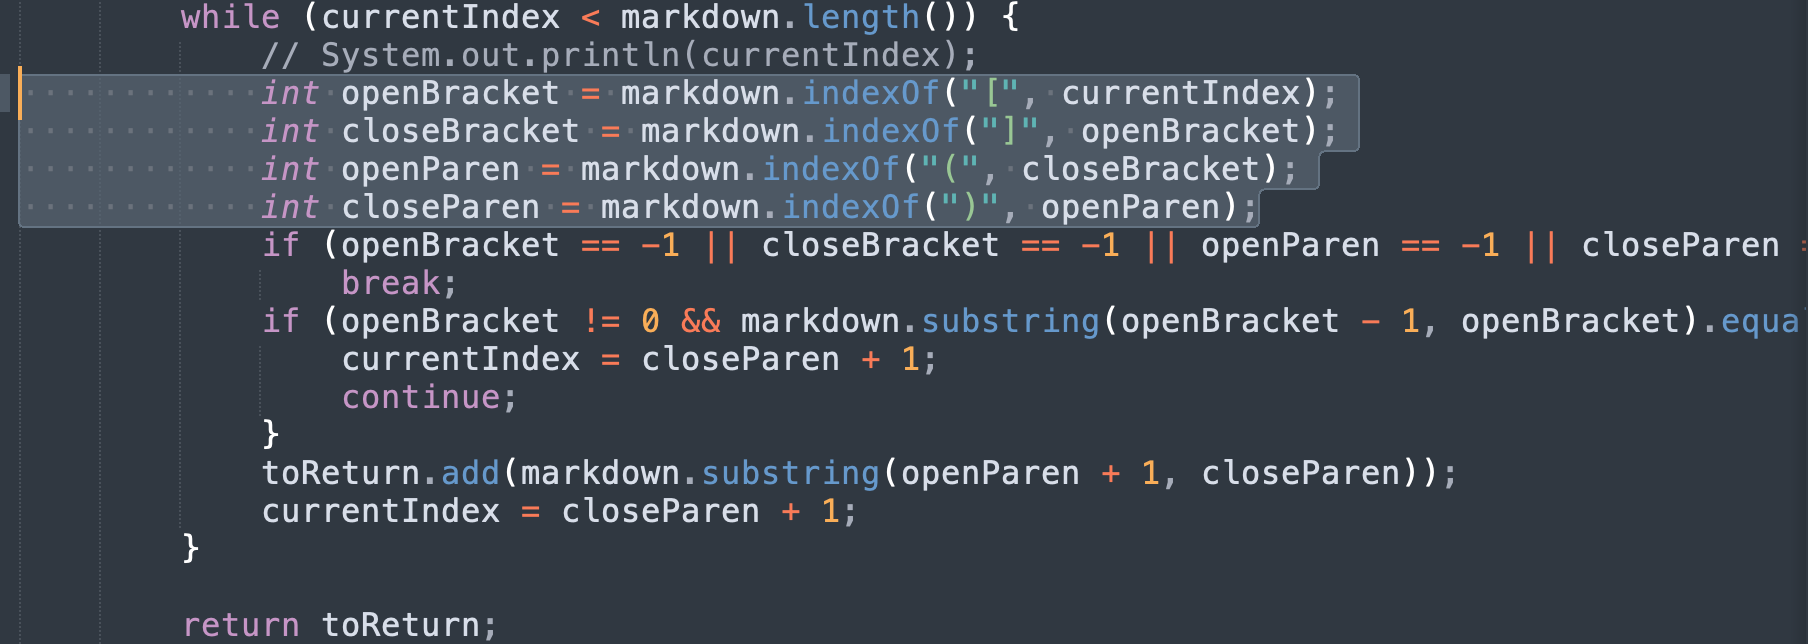 while (currentIndex < markdown.length()) {
// System.out.println(currentIndex);
int openBracket = markdown.indexOf("[", currentIndex);
int closeBracket = markdown.indexOf("]", openBracket);
int openParen = markdown.indexOf("(", closeBracket);
int closeParen = markdown.indexOf(")", openParen);
if (openBracket == -1 || closeBracket == -1 || openParen == -1 || closeParen =
break;
if (openBracket != 0 && markdown.substring(openBracket - 1, openBracket).equa
currentIndex = closeParen + 1;
continue;
}
toReturn.add(markdown.substring(openParen + 1, closeParen));
currentIndex = closeParen + 1;
}
return toReturn;